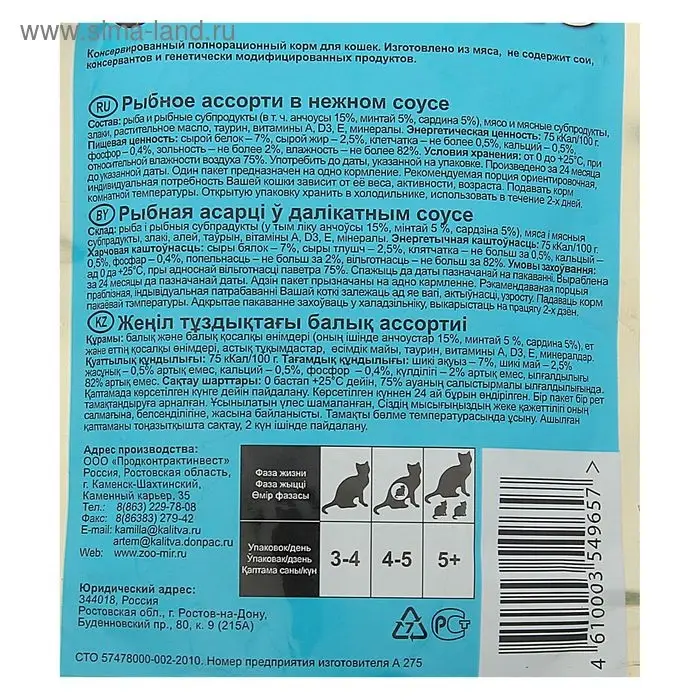 www.sima-land.ru
Консервированный полнорационный корм для кошек. Изготовлено из мяса, не содержит сои,
консервантов и генетически модифицированных продуктов.
RU Рыбное ассорти в нежном соусе
Состав: рыба и рыбные субпродукты (в т. ч. анчоусы 15%, минтай 5%, сардина 5%), мясо и мясные субпродукты,
злаки, растительное масло, таурин, витамины А, D3, Е, минералы. Энергетическая ценность: 75 кКал/100 г.
Пищевая ценность: сырой белок – 7%, сырой жир – 2,5%, клетчатка – не более 0,5%, кальций – 0,5%,
фосфор – 0,4%, зольность – не более 2%, влажность – не более 82%. Условия хранения: от 0 до +25°С, при
относительной влажности воздуха 75%. Употребить до даты, указанной на упаковке. Произведено за 24 месяца
до указанной даты. Один пакет предназначен на одно кормление. Рекомендуемая порция ориентировочная,
индивидуальная потребность Вашей кошки зависит от её веса, активности, возраста. Подавать корм
комнатной температуры. Открытую упаковку хранить в холодильнике, использовать в течение 2-х дней.
BY Рыбная асарці ў далікатным соусе
Склад: рыба і рыбныя субпрадукты (у тым ліку анчоусы 15%, мінтай 5 %, сардзіна 5%), мяса і мясныя
субпрадукты, злакі, алей, таурын, вітаміны А, D3, Е, мінералы. Энергетычная каштоўнасць: 75 кКал/100 г.
Харчовая каштоўнасць: сыры бялок – 7%, сыры тлушч – 2,5%, клятчатка – не больш за 0,5%, кальцый –
0,5%, фосфар – 0,4%, попельнасць – не больш за 2%, вільготнасць – не больш за 82%. Умовы захоўвання:
ад 0 да +25°С, пры адноснай вільготнасці паветра 75%. Спажыць да даты пазначанай на пакаванні. Выраблена
за 24 месяца да пазначанай даты. Адзін пакет прызначаны на адно кармленне. Рэкамендаваная порцыя
прабілізная, індывідуальная патрабаванні Вашай коткі залежаць ад яе вагі, актыўнасці, узросту. Падаваць корм
пакаёвай тэмпературы. Адкрытае пакаванне захоўваць у халадзільніку, выкарыстаць на працягу 2-х дзён.
KZ Жеңіл тұздықтағы балық ассортиі
Құрамы: балық және балық қосалқы өнімдері (оның ішінде анчоустар 15%, минтай 5 %, сардина 5%), ет
және еттің қосалқы өнімдері, астық тұқымдастар, өсімдік майы, таурин, витаминдер А, D3, Е, минералдар.
Қуаттылық құндылығы: 75 кКал/100 г. Тағамдық құндылығы: шикі ақуыз – 7%, шикі май – 2,5%,
жасұнық – 0,5% артық емес, кальций – 0,5%, фосфор – 0,4%, күлділігі – 2% артық емес, ылғалдылығы
82% артық емес. Сақтау шарттары: 0 бастап +25°С дейін, 75% ауаның салыстырмалы ылғалдылығында.
Қаптамада көрсетілген күнге дейін пайдалану. Көрсетілген күннен 24 ай бұрын өндірілген. Бір пакет бір рет
тамақтандыруға арналған. Ұсынылатын үлес шамаланған, Сіздің мысығыңыздың жеке қажеттілігі оның
салмағына, белсенділігіне, жасына байланысты. Тамақты бөлме температурасында ұсыну. Ашылған
қаптаманы тоңазытқышта сақтау, 2 күн ішінде пайдалану.
Адрес производства:
ООО «Продконтрактинвест»
Россия, Ростовская область,
г. Каменск-Шахтинский,
Каменный карьер, 35
Тел.: 8(863) 229-78-08
Факс: 8(86383) 279-42
E-mail: kamilla@kalitva.ru
artem@kalitva.donpac.ru
Web: www.zoo-mir.ru
Юридический адрес:
344018, Россия
Ростовская обл., г. Ростов-на-Дону,
Буденновский пр., 80, к. 9 (215А)
Фаза жизни
Фаза жыцці
Өмір фазасы
Упаковок/день
Упаковак/дзень
Қаптама саны/күн
3-4
4-5
5+
7
РСТ
4 610003 549657 >
СТО 57478000-002-2010. Номер предприятия изготовителя А 275